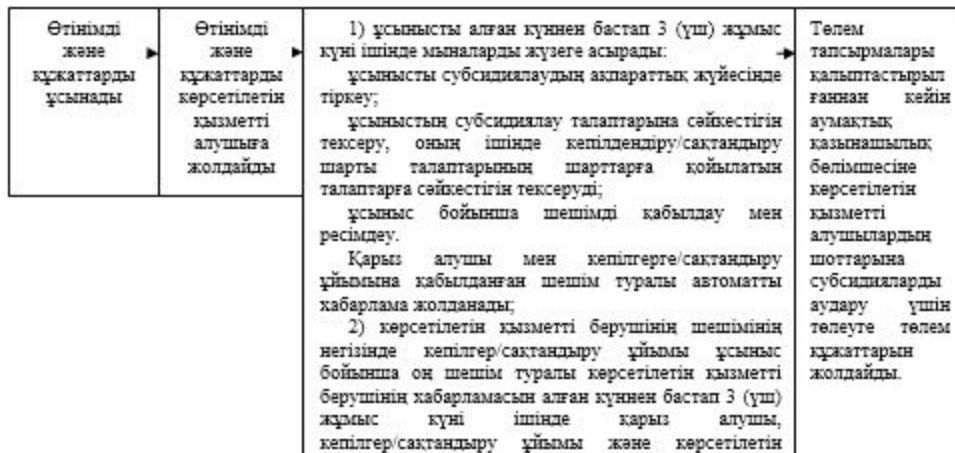 Өтінімді
және
құжаттарды
ұсынады
Өтінімді
және
құжаттарды
көрсетілетін
қызметті
алушыға
жолдайды
1) ұсынысты алған күннен бастап 3 (үш) жұмыс
күні ішінде мыналарды жүзеге асырады:
ұсынысты субсидиялаудың ақпараттық жүйесінде
тіркеу;
ұсыныстың субсидиялау талаптарына сәйкестігін
тексеру, оның ішінде кепілдендіру/сақтандыру
шарты талаптарының шарттарға қойылатын
талаптарға сәйкестігін тексеруді;
ұсыныс бойынша шешімді қабылдау мен
ресімдеу.
Қарыз алушы мен кепілгерге/сақтандыру
ұйымына қабылданған шешім туралы автоматты
хабарлама жолданады;
2) көрсетілетін қызметті берушінің шешімінің
негізінде кепілгер/сақтандыру ұйымы ұсыныс
бойынша оң шешім туралы көрсетілетін қызметті
берушінің хабарламасын алған күннен бастап 3 (үш)
жұмыс күні ішінде қарыз алушы,
кепілгер/сақтандыру ұйымы және көрсетілетін
Төлем
тапсырмалары
қалыптастырыл
ғаннан кейін
аумақтық
қазынашылық
бөлімшесіне
көрсетілетін
қызметті
алушылардың
шоттарына
субсидияларды
аудару үшін
төлеуге төлем
құжаттарын
жолдайды.